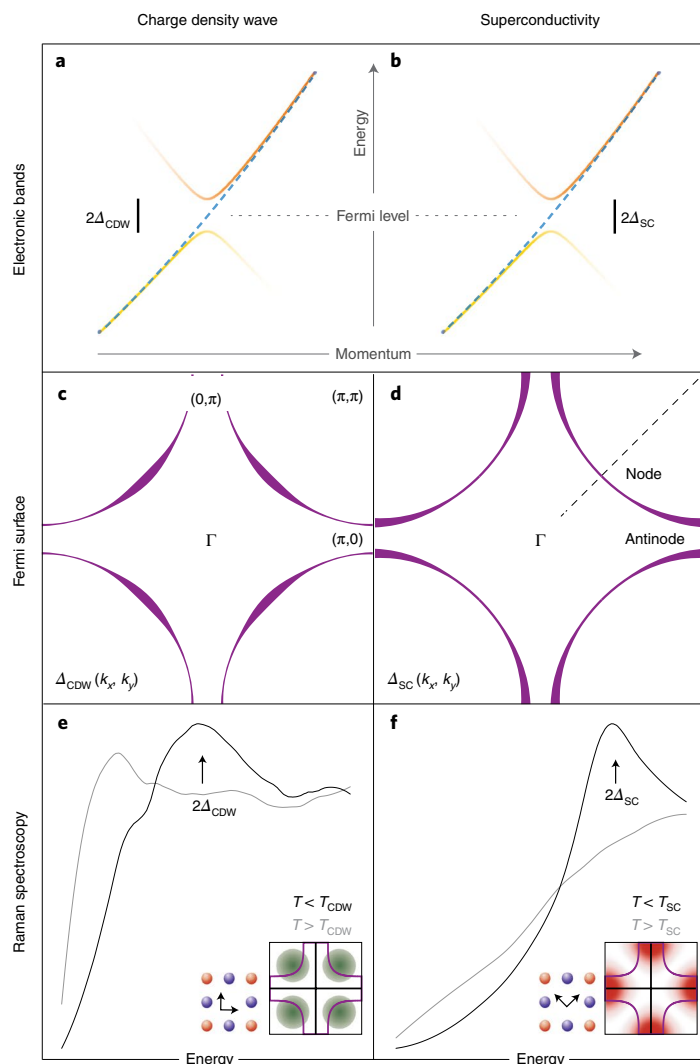 Charge density wave
Superconductivity
Electronic bands
a
b
Energy
2Δ_CDW
Fermi level
2Δ_SC
Momentum
Fermi surface
c
(0,π)
(π,π)
d
Node
Γ
(π,0)
Γ
Antinode
Δ_CDW (k_x, k_y)
Δ_SC (k_x, k_y)
Raman spectroscopy
e
f
2Δ_CDW
2Δ_SC
T < T_CDW
T > T_CDW
T < T_SC
T > T_SC
Energy
Energy